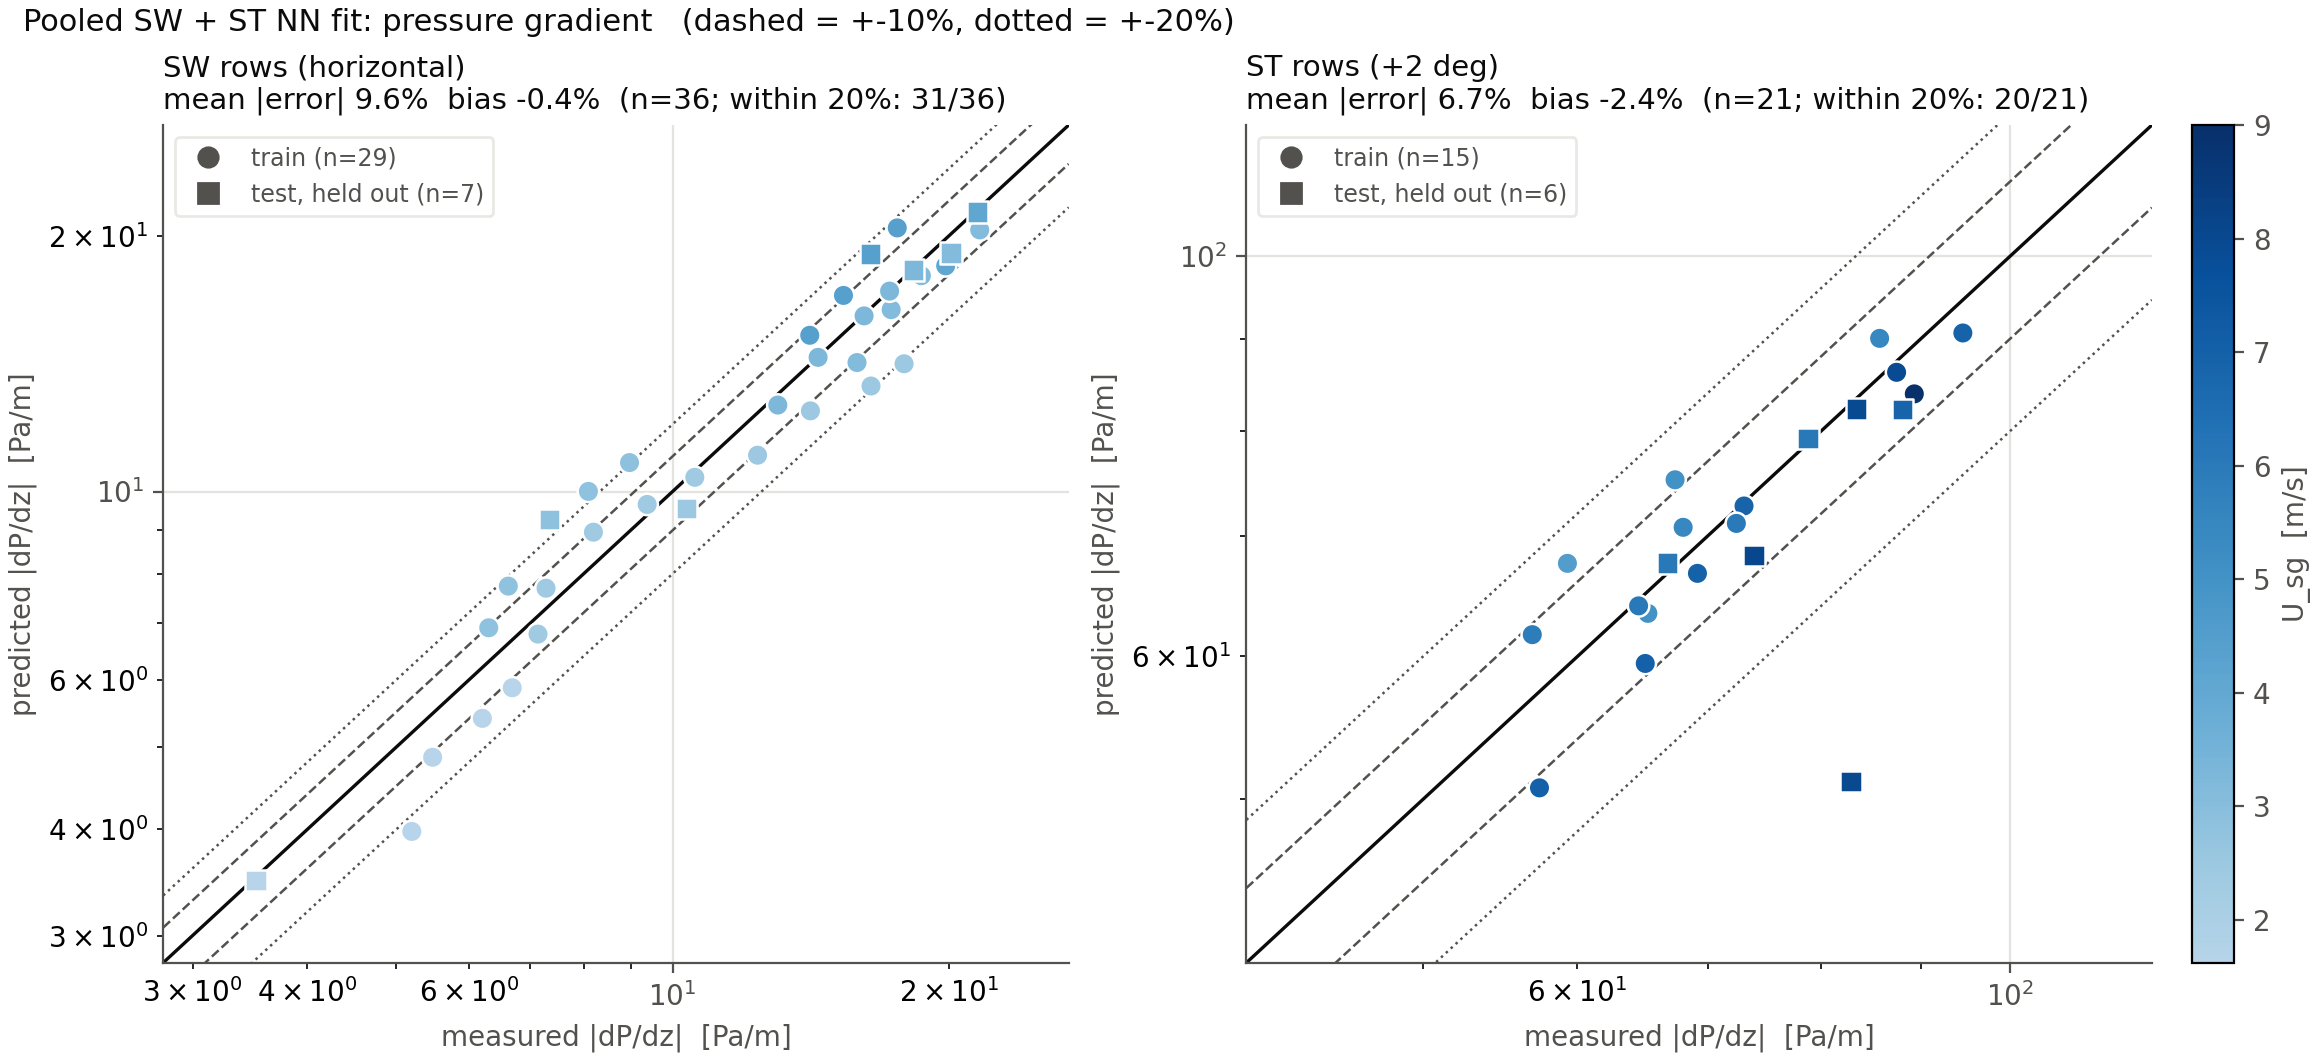 Pooled SW + ST NN fit: pressure gradient   (dashed = +-10%, dotted = +-20%)
SW rows (horizontal)
mean |error| 9.6%  bias -0.4%  (n=36; within 20%: 31/36)
train (n=29)
test, held out (n=7)
2 × 10¹
10¹
6 × 10⁰
4 × 10⁰
3 × 10⁰
predicted |dP/dz|  [Pa/m]
3 × 10⁰ 4 × 10⁰ 6 × 10⁰ 10¹ 2 × 10¹
measured |dP/dz|  [Pa/m]
ST rows (+2 deg)
mean |error| 6.7%  bias -2.4%  (n=21; within 20%: 20/21)
train (n=15)
test, held out (n=6)
10²
6 × 10¹
predicted |dP/dz|  [Pa/m]
6 × 10¹ 10²
measured |dP/dz|  [Pa/m]
9
8
7
6
5
4
3
2
U_sg  [m/s]